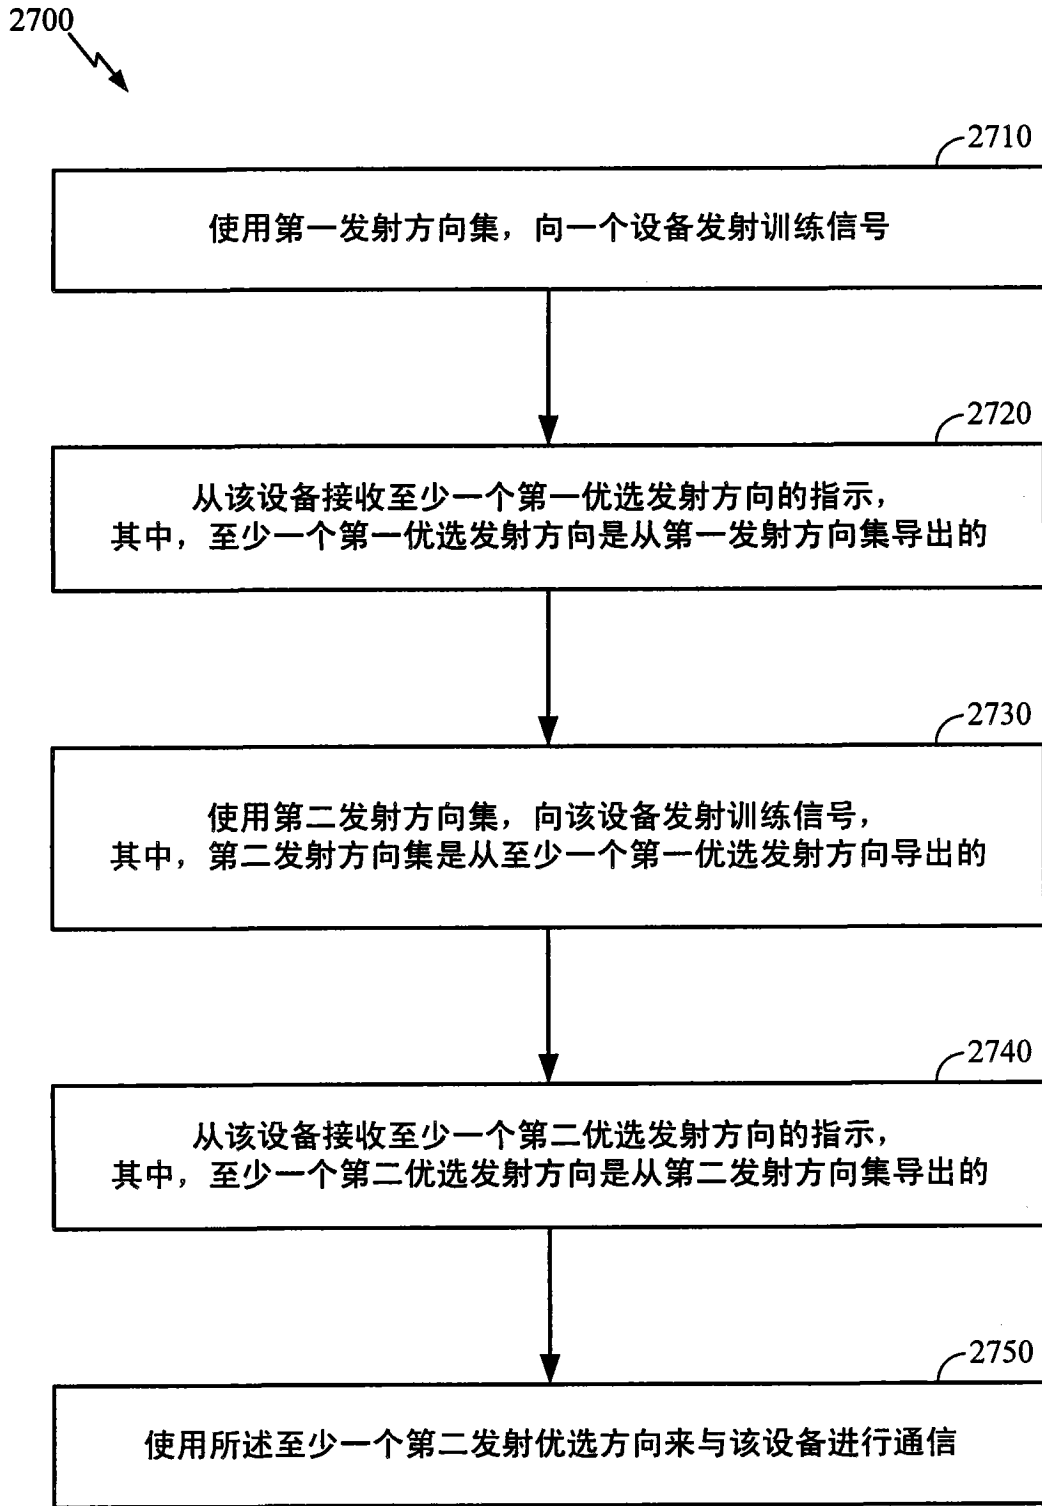 2700
2710
使用第一发射方向集，向一个设备发射训练信号
2720
从该设备接收至少一个第一优选发射方向的指示，
其中，至少一个第一优选发射方向是从第一发射方向集导出的
2730
使用第二发射方向集，向该设备发射训练信号，
其中，第二发射方向集是从至少一个第一优选发射方向导出的
2740
从该设备接收至少一个第二优选发射方向的指示，
其中，至少一个第二优选发射方向是从第二发射方向集导出的
2750
使用所述至少一个第二发射优选方向来与该设备进行通信